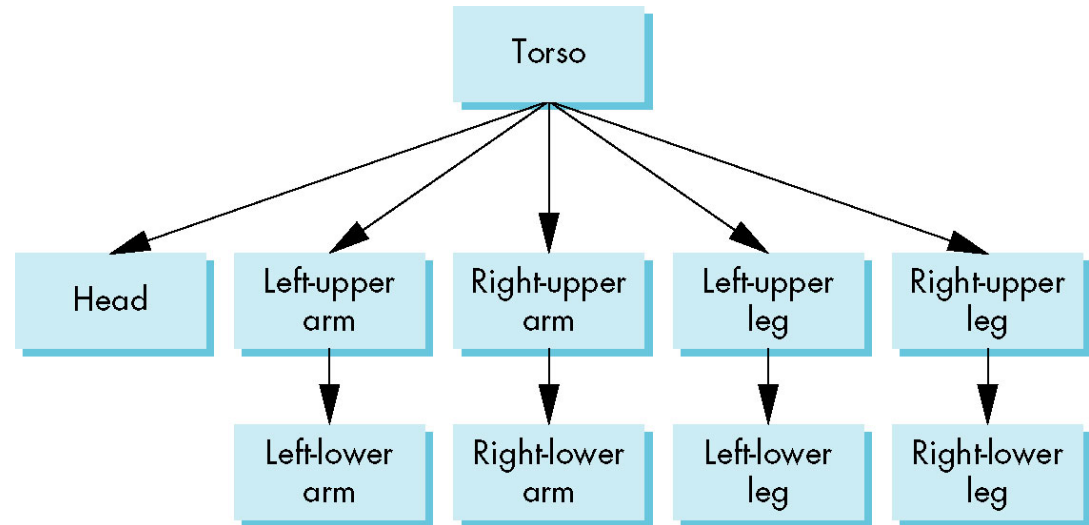 Torso
Head
Left-upper
arm
Right-upper
arm
Left-upper
leg
Right-upper
leg
Left-lower
arm
Right-lower
arm
Left-lower
leg
Right-lower
leg